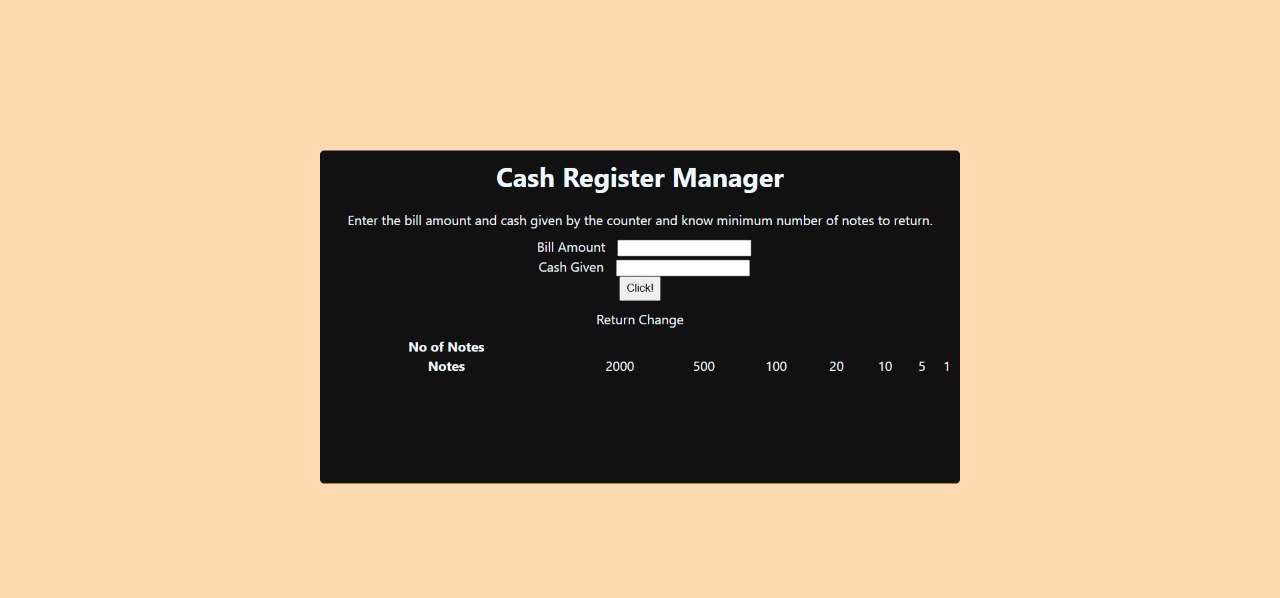 Cash Register Manager
Enter the bill amount and cash given by the counter and know minimum number of notes to return.
Bill Amount
Cash Given
Click!
Return Change
No of Notes
Notes 2000 500 100 20 10 5 1